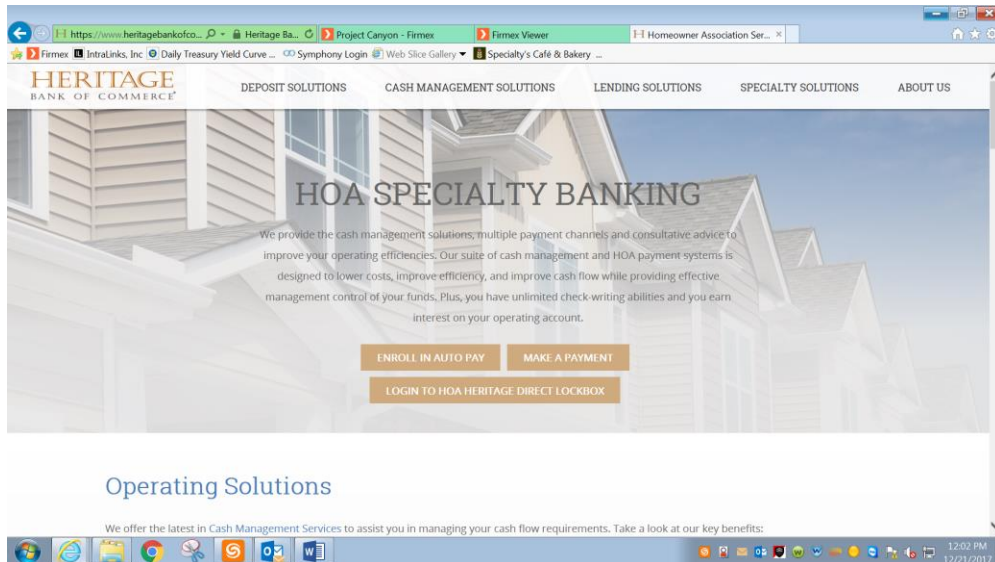 https://www.heritagebankofco...
Heritage Ba...
Project Canyon - Firmex
Firmex Viewer
Homeowner Association Ser...
Firmex
IntraLinks, Inc
Daily Treasury Yield Curve ...
Symphony Login
Web Slice Gallery
Specialty's Café & Bakery ...
HERITAGE
BANK OF COMMERCE
DEPOSIT SOLUTIONS
CASH MANAGEMENT SOLUTIONS
LENDING SOLUTIONS
SPECIALTY SOLUTIONS
ABOUT US
HOA SPECIALTY BANKING
We provide the cash management solutions, multiple payment channels and consultative advice to
improve your operating efficiencies. Our suite of cash management and HOA payment systems is
designed to lower costs, improve efficiency, and improve cash flow while providing effective
management control of your funds. Plus, you have unlimited check-writing abilities and you earn
interest on your operating account.
ENROLL IN AUTO PAY
MAKE A PAYMENT
LOGIN TO HOA HERITAGE DIRECT LOCKBOX
Operating Solutions
We offer the latest in Cash Management Services to assist you in managing your cash flow requirements. Take a look at our key benefits:
12:02 PM
12/21/2017